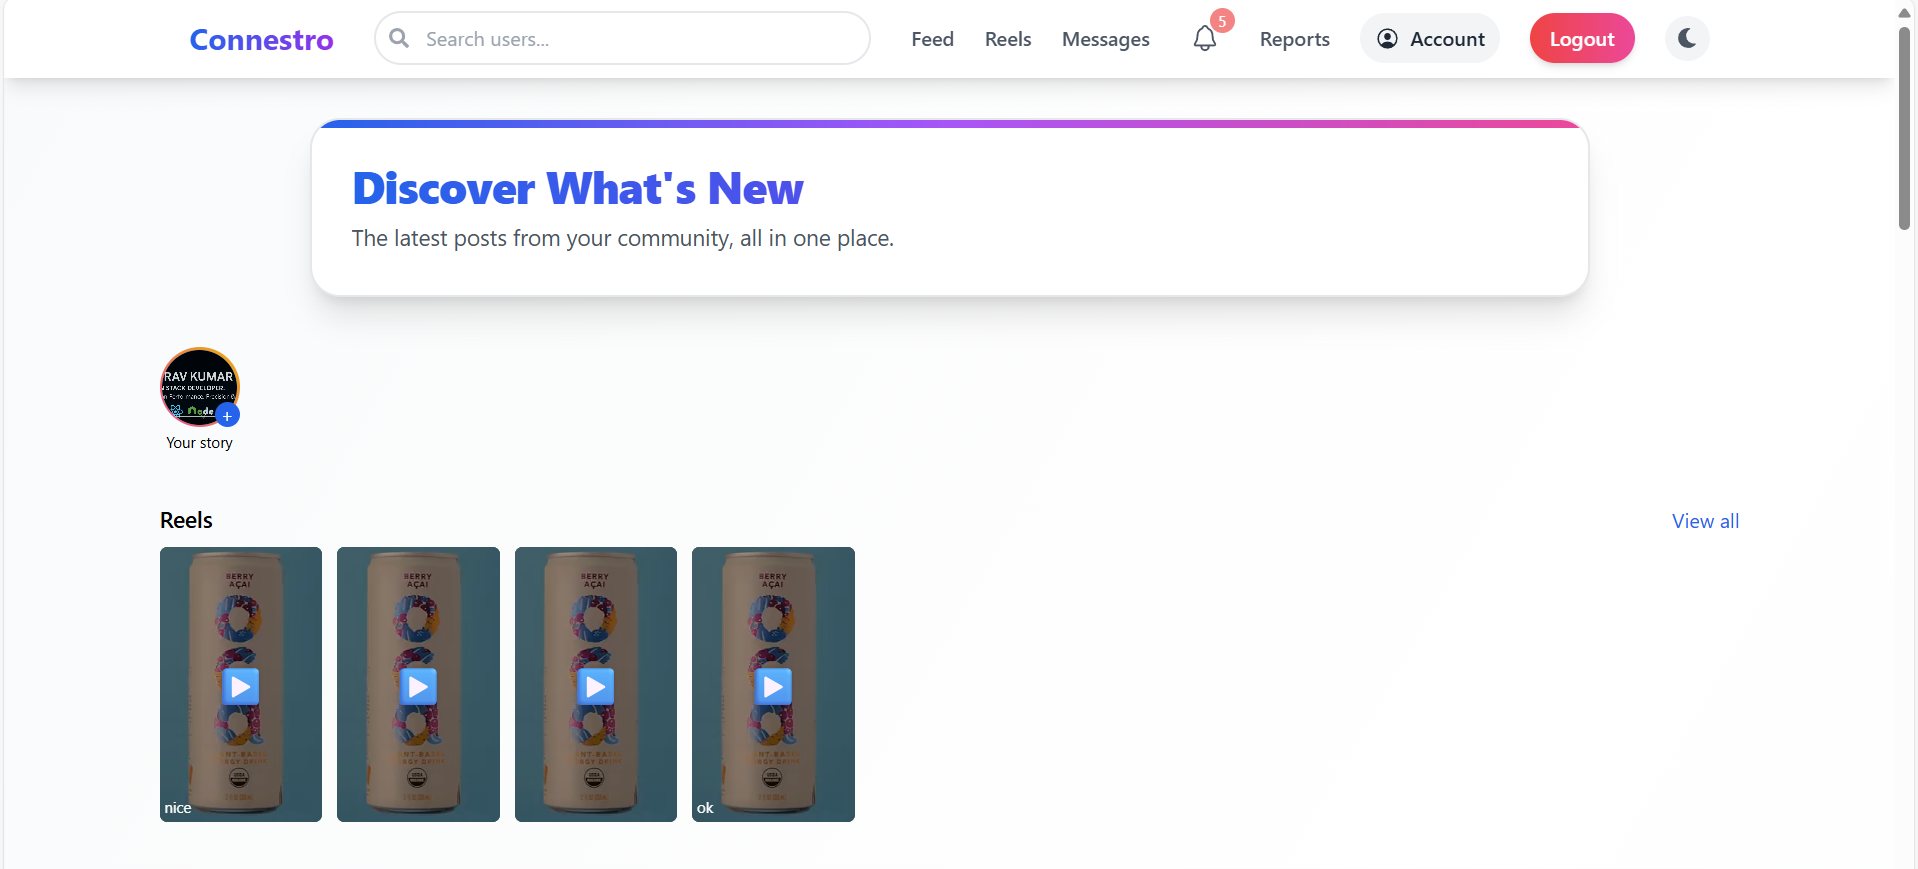 Connestro
Search users...
Feed
Reels
Messages
5
Reports
Account
Logout
Discover What's New
The latest posts from your community, all in one place.
RAV KUMAR
STACK DEVELOPER.
+
Your story
Reels
View all
BERRY
AÇAI
nice
BERRY
AÇAI
BERRY
AÇAI
BERRY
AÇAI
ok